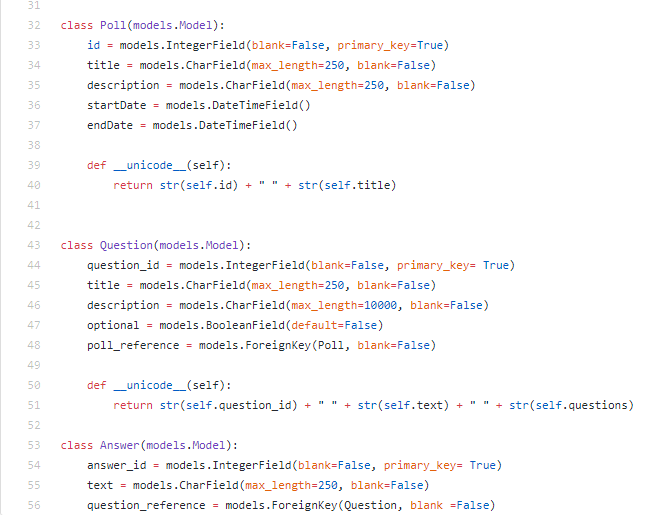 31
32 class Poll(models.Model):
33     id = models.IntegerField(blank=False, primary_key=True)
34     title = models.CharField(max_length=250, blank=False)
35     description = models.CharField(max_length=250, blank=False)
36     startDate = models.DateTimeField()
37     endDate = models.DateTimeField()
38
39     def __unicode__(self):
40         return str(self.id) + " " + str(self.title)
41
42
43 class Question(models.Model):
44     question_id = models.IntegerField(blank=False, primary_key= True)
45     title = models.CharField(max_length=250, blank=False)
46     description = models.CharField(max_length=10000, blank=False)
47     optional = models.BooleanField(default=False)
48     poll_reference = models.ForeignKey(Poll, blank=False)
49
50     def __unicode__(self):
51         return str(self.question_id) + " " + str(self.text) + " " + str(self.questions)
52
53 class Answer(models.Model):
54     answer_id = models.IntegerField(blank=False, primary_key= True)
55     text = models.CharField(max_length=250, blank=False)
56     question_reference = models.ForeignKey(Question, blank =False)